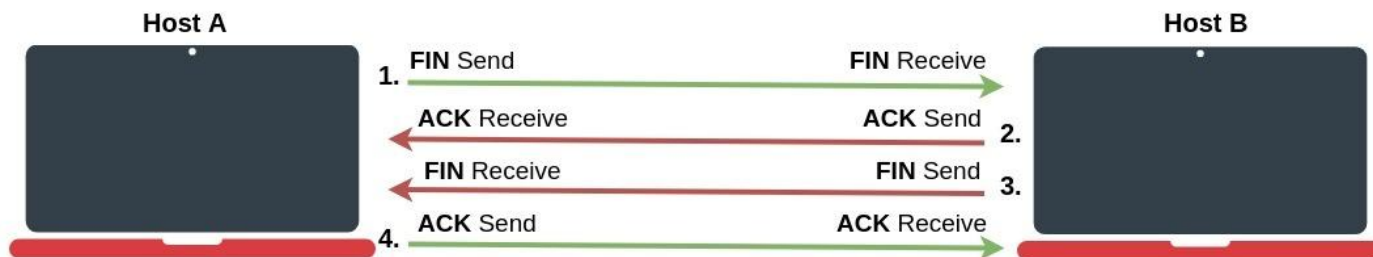 Host A
Host B
1. FIN Send FIN Receive
ACK Receive ACK Send 2.
FIN Receive FIN Send 3.
4. ACK Send ACK Receive